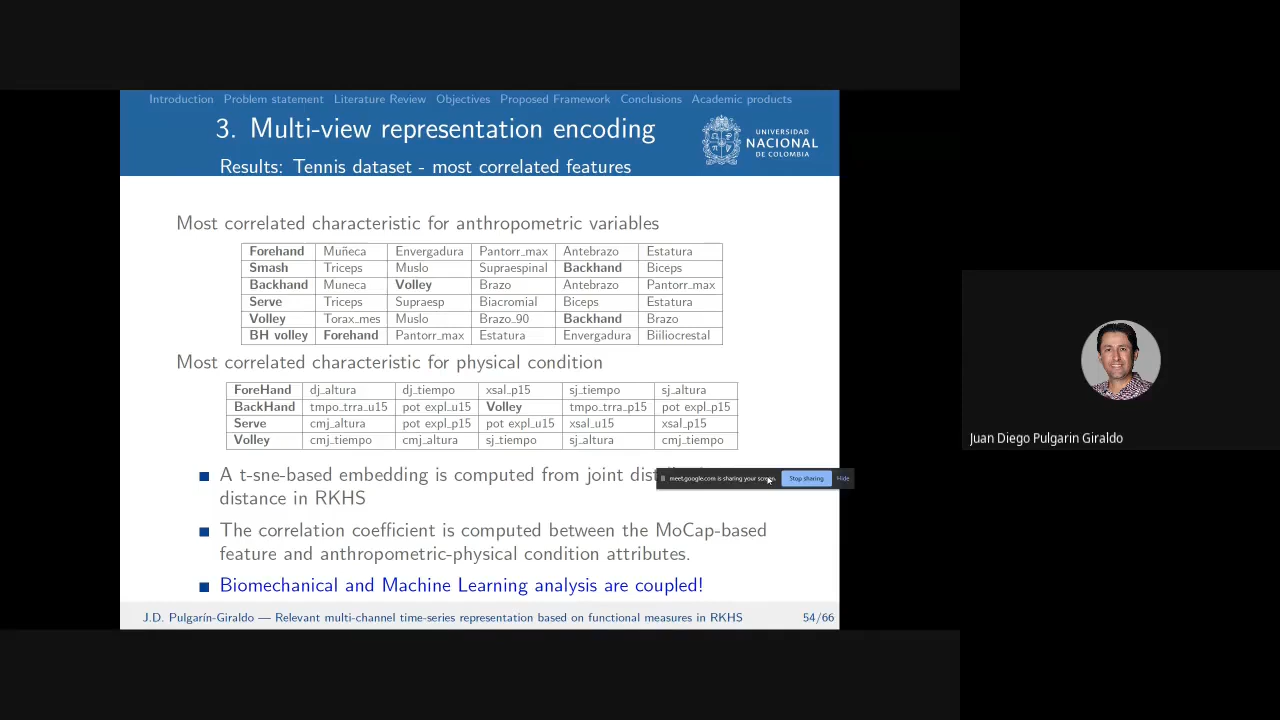 Introduction Problem statement Literature Review Objectives Proposed Framework Conclusions Academic products
3. Multi-view representation encoding
UNIVERSIDAD
NACIONAL
DE COLOMBIA
Results: Tennis dataset - most correlated features
Most correlated characteristic for anthropometric variables
Forehand Muñeca Envergadura Pantorr_max Antebrazo Estatura
Smash Triceps Muslo Supraespinal Backhand Biceps
Backhand Muneca Volley Brazo Antebrazo Pantorr_max
Serve Triceps Supraesp Biacromial Biceps Estatura
Volley Torax_mes Muslo Brazo_90 Backhand Brazo
BH volley Forehand Pantorr_max Estatura Envergadura Biiliocrestal
Most correlated characteristic for physical condition
ForeHand dj_altura dj_tiempo xsal_p15 sj_tiempo sj_altura
BackHand tmpo_trra_u15 pot expl_u15 Volley tmpo_trra_p15 pot expl_p15
Serve cmj_altura pot expl_p15 pot expl_u15 xsal_u15 xsal_p15
Volley cmj_tiempo cmj_altura sj_tiempo sj_altura cmj_tiempo
A t-sne-based embedding is computed from joint
meet.google.com is sharing your screen. Stop sharing Hide
distance in RKHS
The correlation coefficient is computed between the MoCap-based
feature and anthropometric-physical condition attributes.
Biomechanical and Machine Learning analysis are coupled!
J.D. Pulgarín-Giraldo — Relevant multi-channel time-series representation based on functional measures in RKHS 54/66
Juan Diego Pulgarin Giraldo